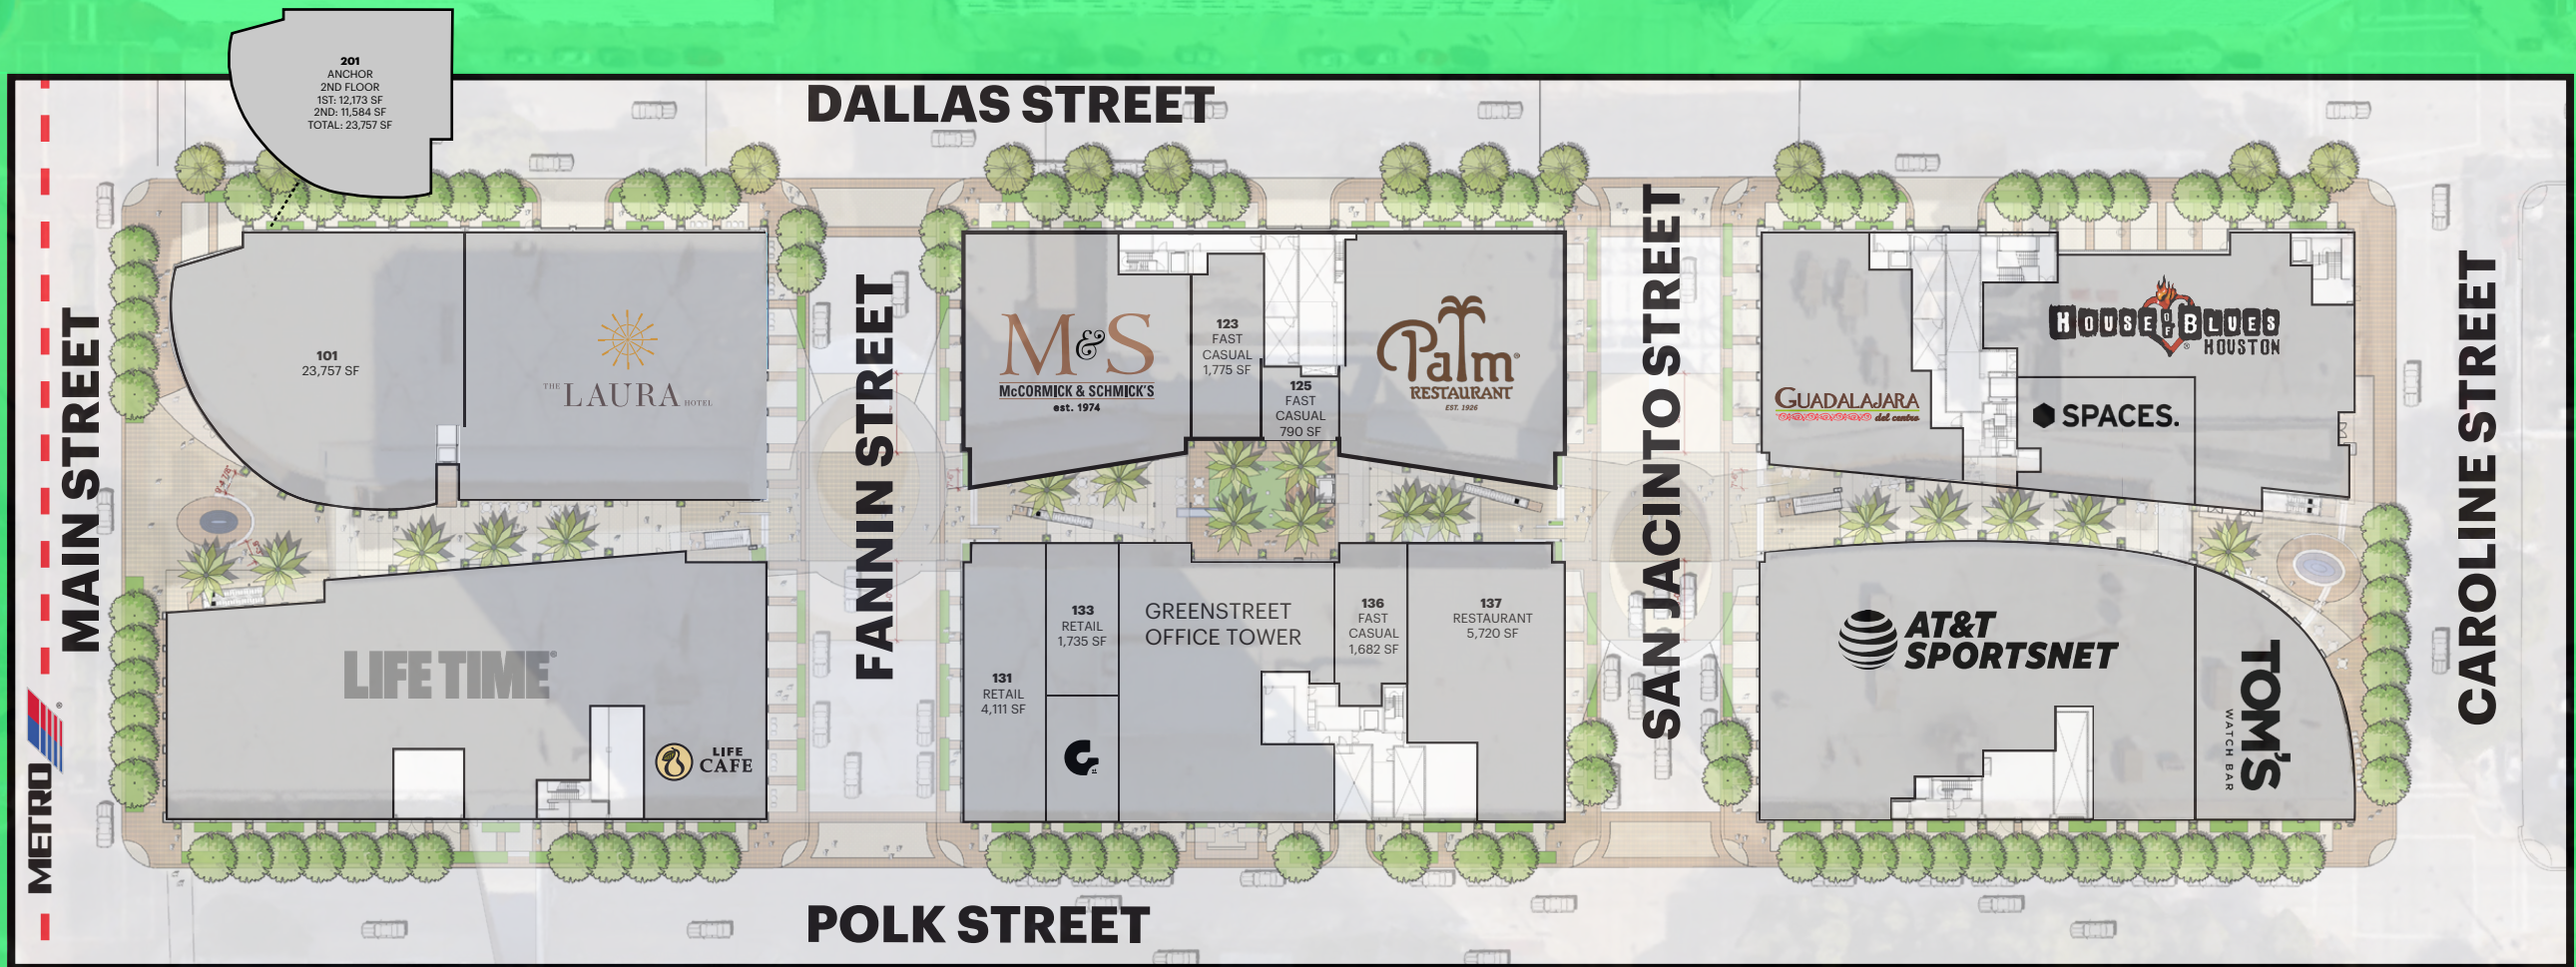 201
ANCHOR
2ND FLOOR
1ST: 12,173 SF
2ND: 11,584 SF
TOTAL: 23,757 SF
DALLAS STREET
MAIN STREET
METRO
101
23,757 SF
THE LAURA HOTEL
LIFE TIME
LIFE
CAFE
FANNIN STREET
M&S
McCORMICK & SCHMICK'S
est. 1974
123
FAST
CASUAL
1,775 SF
125
FAST
CASUAL
790 SF
Palm
RESTAURANT
EST. 1926
131
RETAIL
4,111 SF
133
RETAIL
1,735 SF
GREENSTREET
OFFICE TOWER
136
FAST
CASUAL
1,682 SF
137
RESTAURANT
5,720 SF
SAN JACINTO STREET
GUADALAJARA
del centro
HOUSE OF BLUES
HOUSTON
SPACES.
AT&T
SPORTSNET
TOM'S
WATCH BAR
CAROLINE STREET
POLK STREET